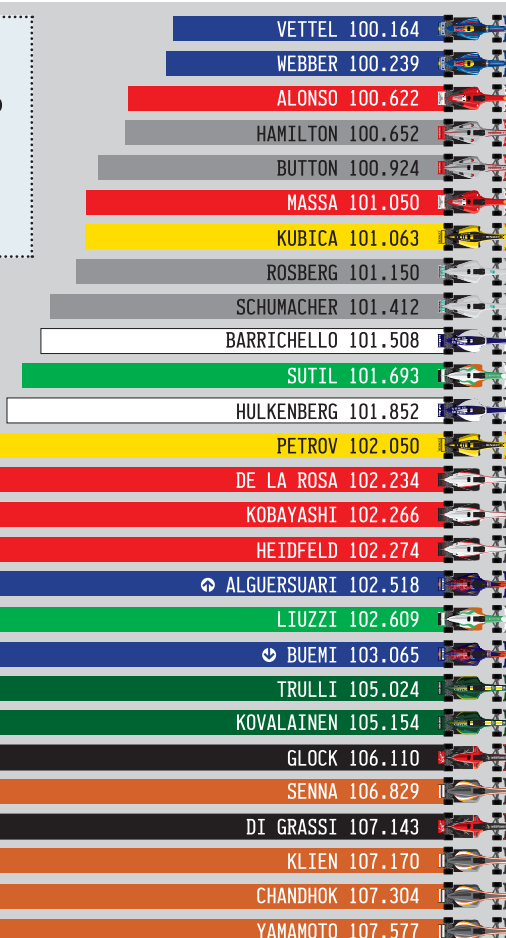 VETTEL 100.164
WEBBER 100.239
ALONSO 100.622
HAMILTON 100.652
BUTTON 100.924
MASSA 101.050
KUBICA 101.063
ROSBERG 101.150
SCHUMACHER 101.412
BARRICHELLO 101.508
SUTIL 101.693
HULKENBERG 101.852
PETROV 102.050
DE LA ROSA 102.234
KOBAYASHI 102.266
HEIDFELD 102.274
ALGUERSUARI 102.518
LIUZZI 102.609
BUEMI 103.065
TRULLI 105.024
KOVALAINEN 105.154
GLOCK 106.110
SENNA 106.829
DI GRASSI 107.143
KLIEN 107.170
CHANDHOK 107.304
YAMAMOTO 107.577